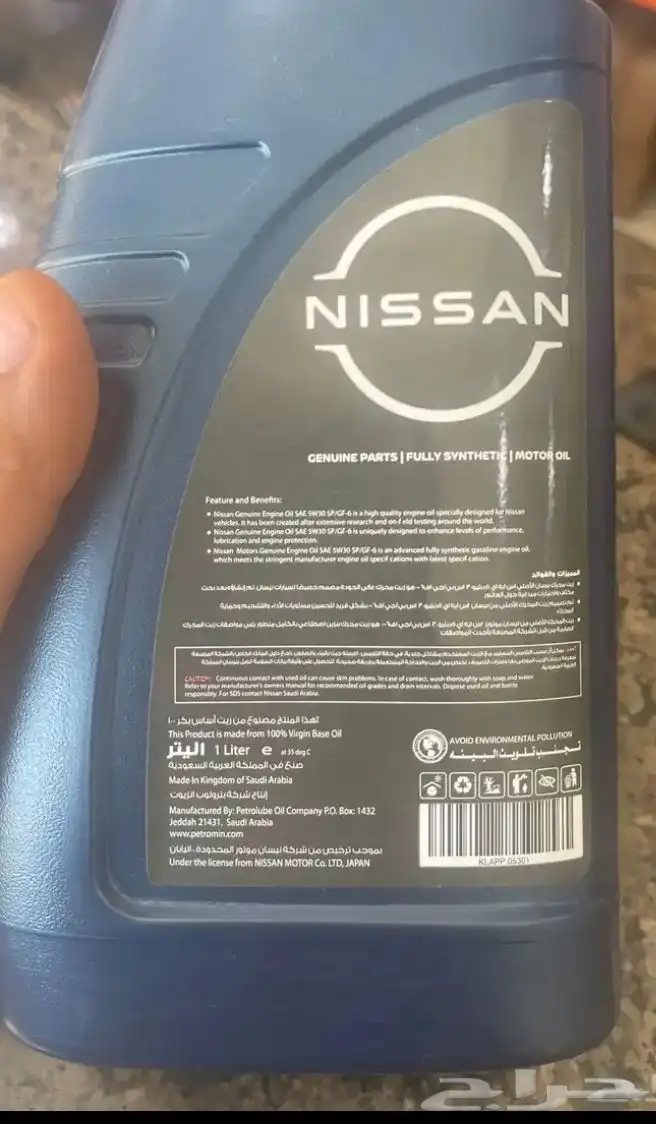 NISSAN
GENUINE PARTS | FULLY SYNTHETIC | MOTOR OIL
Feature and Benefits:
• Nissan Genuine Engine Oil SAE 5W30 SP/GF-6 is a high quality engine oil specially designed for Nissan
vehicles. It has been created after extensive research and on-field testing around the world.
• Nissan Genuine Engine Oil SAE 5W30 SP/GF-6 is uniquely designed to enhance levels of performance,
lubrication and engine protection.
• Nissan Motors Genuine Engine Oil SAE 5W30 SP/GF-6 is an advanced fully synthetic gasoline engine oil,
which meets the stringent manufacturer engine oil specifications with latest specification.
المميزات والفوائد
CAUTION: Continuous contact with used oil can cause skin problems. In case of contact, wash thoroughly with soap and water.
Refer to your manufacturer's owners manual for recommended oil grades and drain intervals. Dispose used oil and bottle
responsibly. For SDS contact Nissan Saudi Arabia.
هذا المنتج مصنوع من زيت أساس بكر ١٠٠٪
This Product is made from 100% Virgin Base Oil
1 Liter e at 35 deg C اليتر
صنع في المملكة العربية السعودية
Made In Kingdom of Saudi Arabia
إنتاج شركة بترولوب الزيوت
Manufactured By: Petrolube Oil Company P.O. Box: 1432
Jeddah 21431, Saudi Arabia
www.petromin.com
بموجب ترخيص من شركة نيسان موتور المحدودة، اليابان
Under the license from NISSAN MOTOR Co. LTD, JAPAN
AVOID ENVIRONMENTAL POLLUTION
تجنب تلويث البيئه
KLAPP 05301
حراج